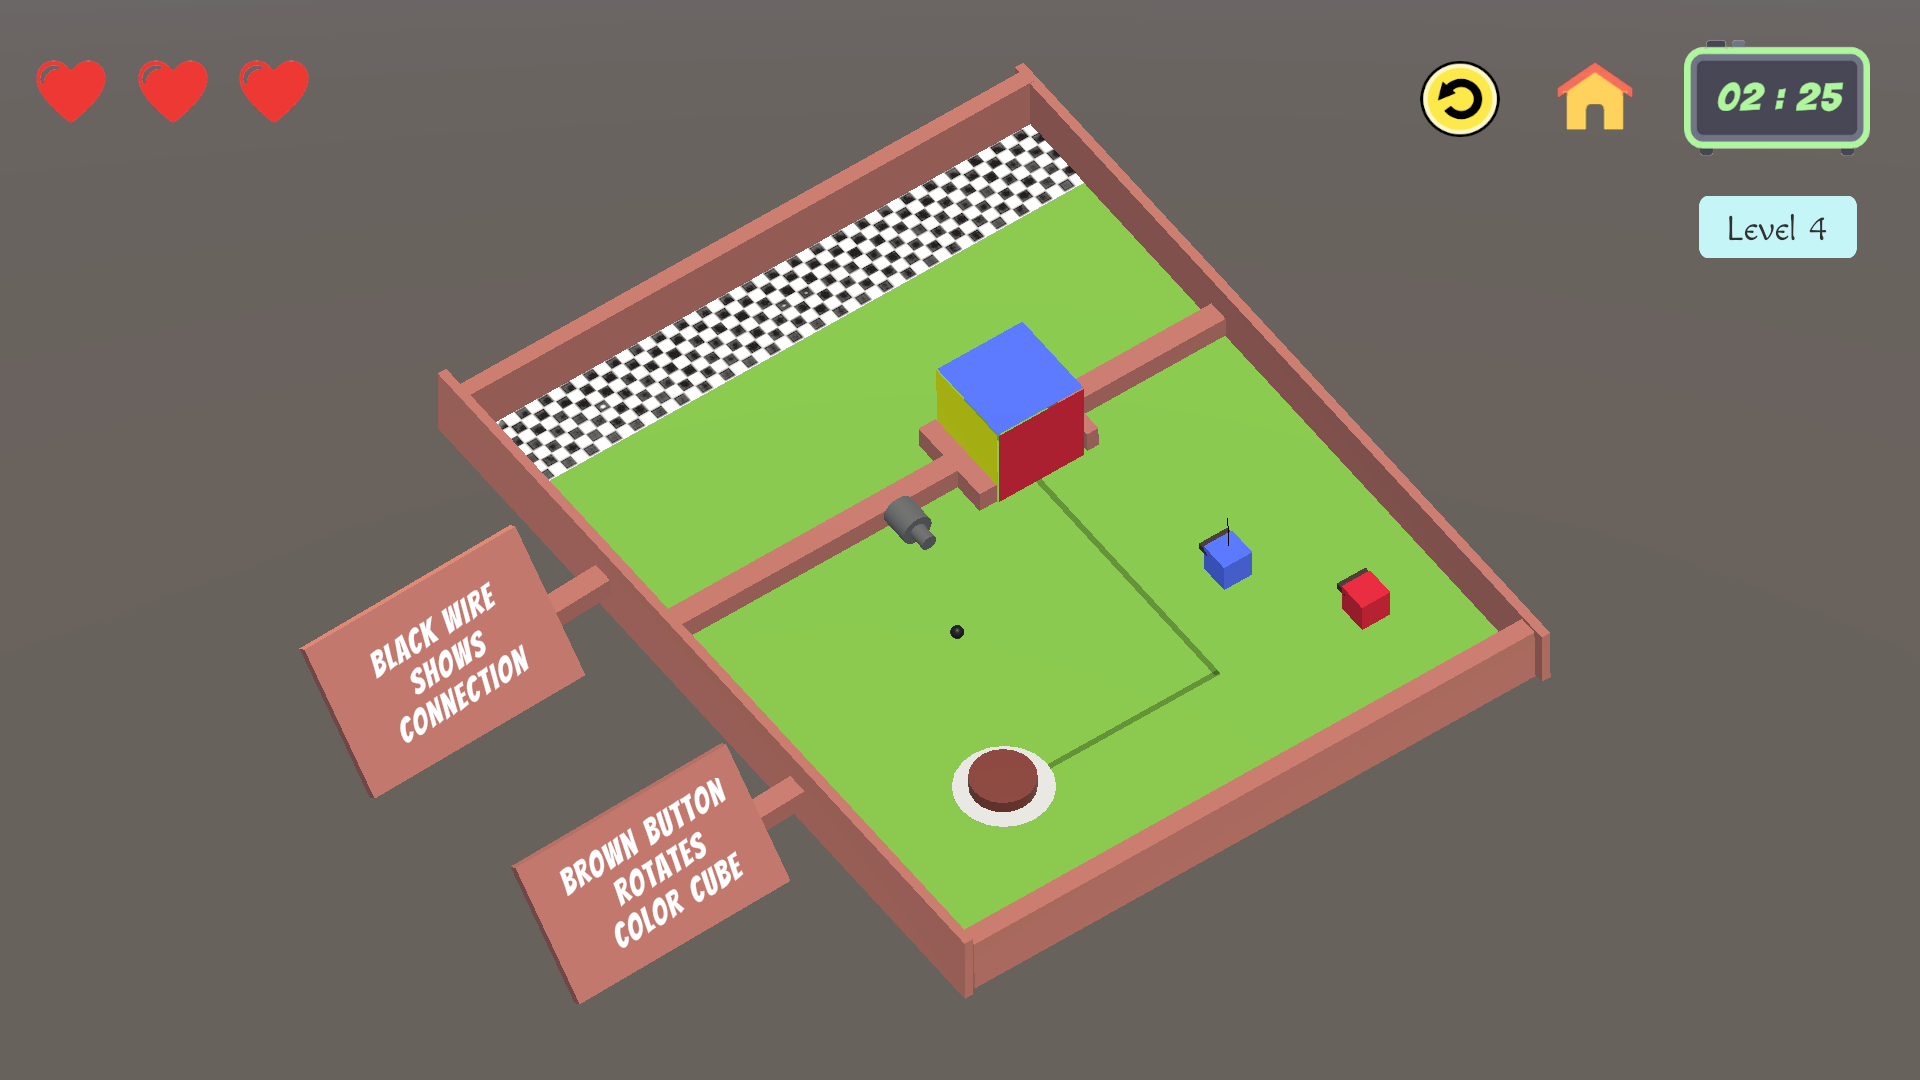 02 : 25
Level 4
BLACK WIRE
SHOWS
CONNECTION
BROWN BUTTON
ROTATES
COLOR CUBE